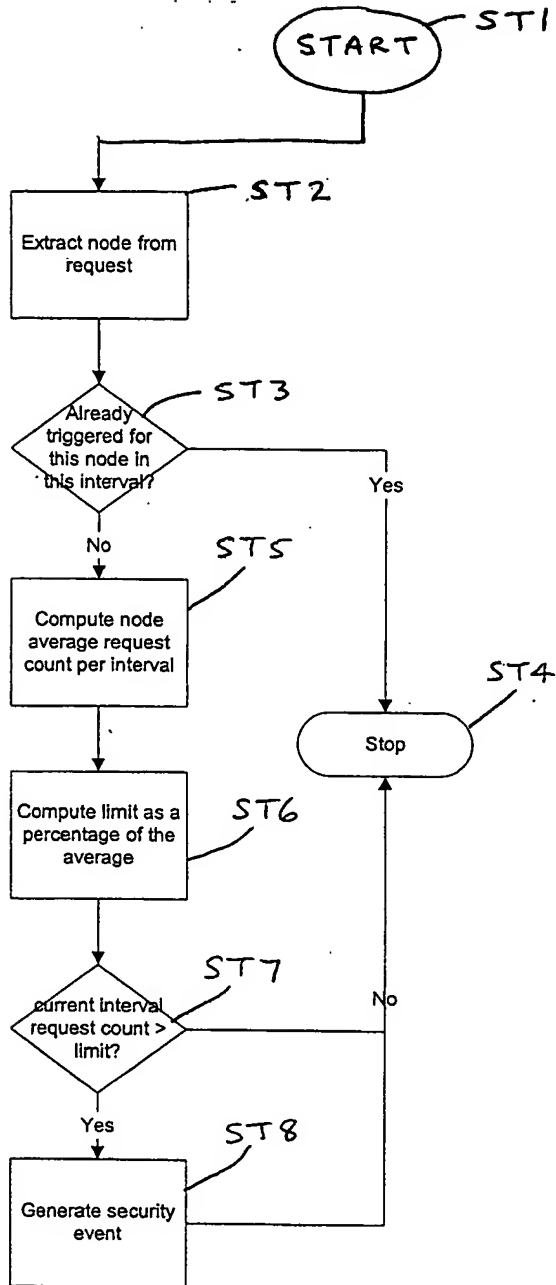 START
ST1
ST2
Extract node from
request
ST3
Already
triggered for
this node in
this interval?
Yes
No
ST5
Compute node
average request
count per interval
ST4
Stop
Compute limit as a
percentage of the
average
ST6
ST7
current interval
request count >
limit?
No
Yes
ST8
Generate security
event